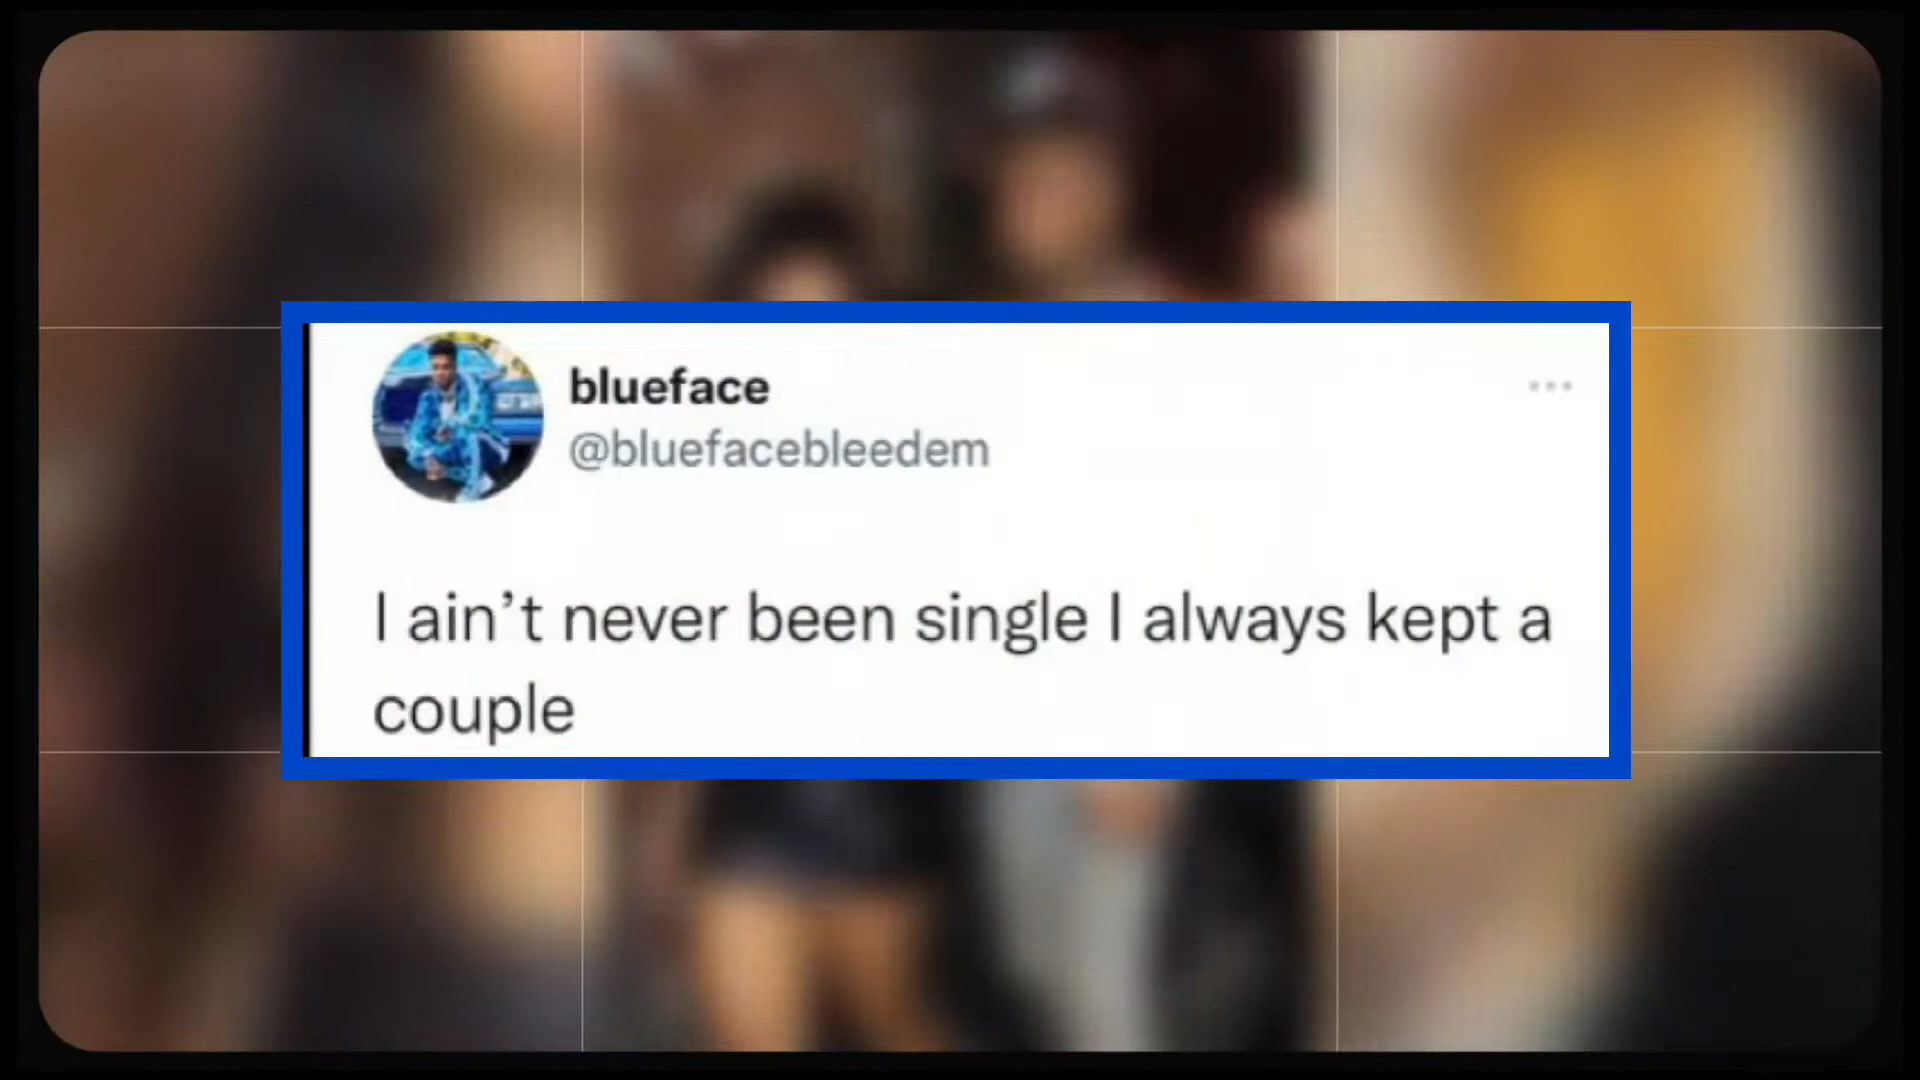 blueface
@bluefacebleedem
I ain’t never been single I always kept a
couple